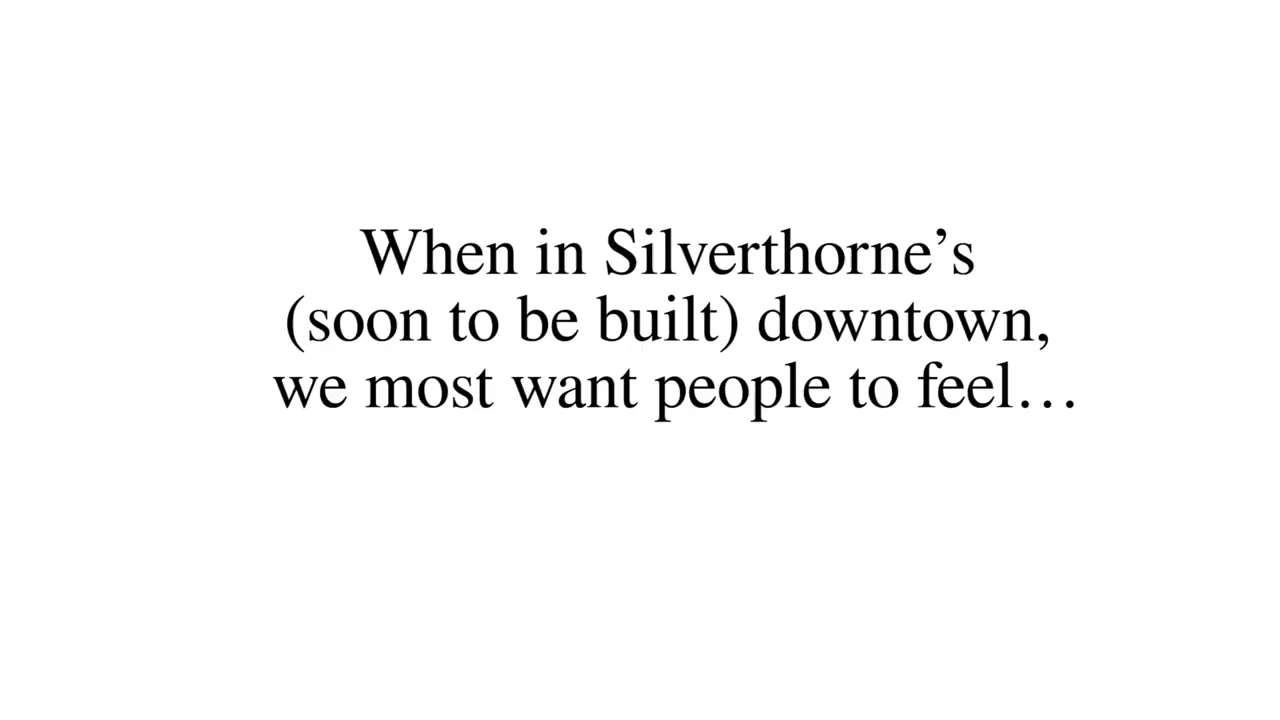 When in Silverthorne’s
(soon to be built) downtown,
we most want people to feel…